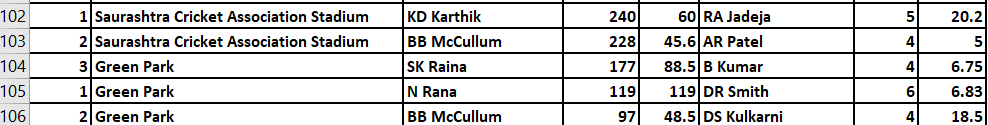 102 1 Saurashtra Cricket Association Stadium KD Karthik 240 60 RA Jadeja 5 20.2
103 2 Saurashtra Cricket Association Stadium BB McCullum 228 45.6 AR Patel 4 5
104 3 Green Park SK Raina 177 88.5 B Kumar 4 6.75
105 1 Green Park N Rana 119 119 DR Smith 6 6.83
106 2 Green Park BB McCullum 97 48.5 DS Kulkarni 4 18.5